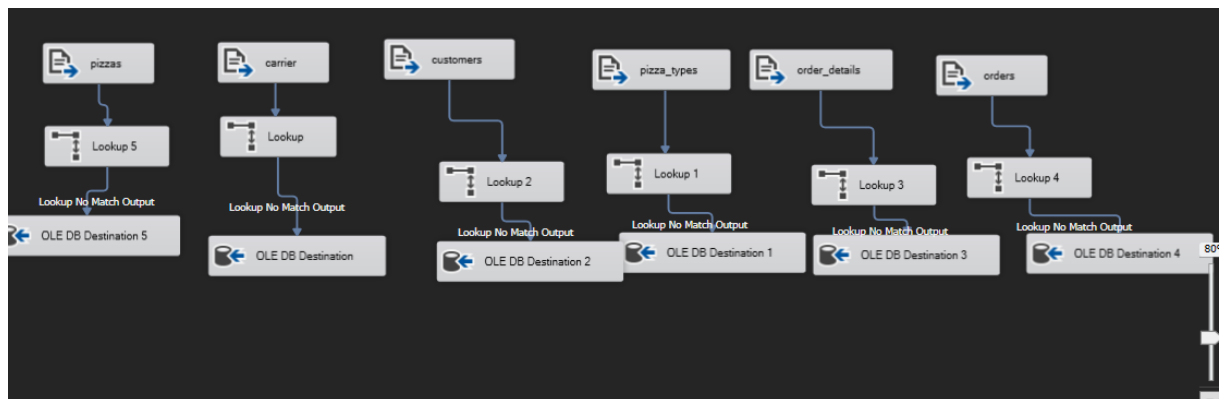 pizzas
carrier
customers
pizza_types
order_details
orders
Lookup 5
Lookup
Lookup 2
Lookup 1
Lookup 3
Lookup 4
Lookup No Match Output
Lookup No Match Output
Lookup No Match Output
Lookup No Match Output
Lookup No Match Output
Lookup No Match Output
OLE DB Destination 5
OLE DB Destination
OLE DB Destination 2
OLE DB Destination 1
OLE DB Destination 3
OLE DB Destination 4
80%